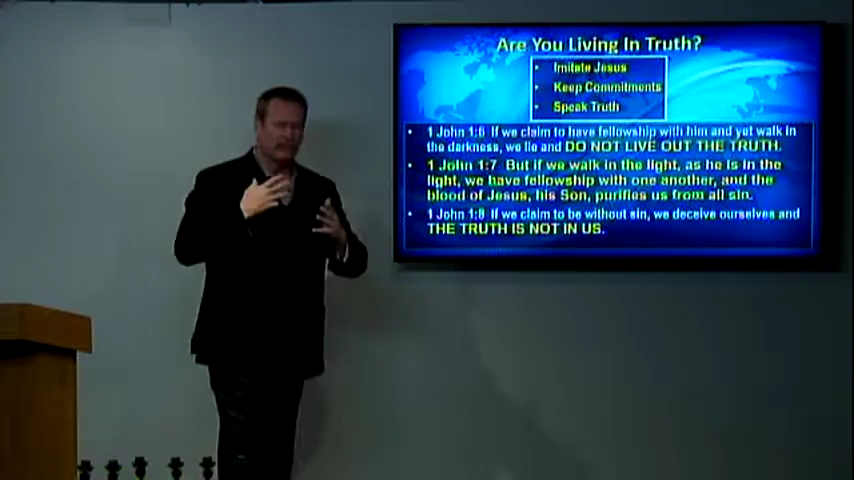 Are You Living In Truth?
• Imitate Jesus
• Keep Commitments
• Speak Truth
• 1 John 1:6 If we claim to have fellowship with him and yet walk in
the darkness, we lie and DO NOT LIVE OUT THE TRUTH.
• 1 John 1:7 But if we walk in the light, as he is in the
light, we have fellowship with one another, and the
blood of Jesus, his Son, purifies us from all sin.
• 1 John 1:8 If we claim to be without sin, we deceive ourselves and
THE TRUTH IS NOT IN US.